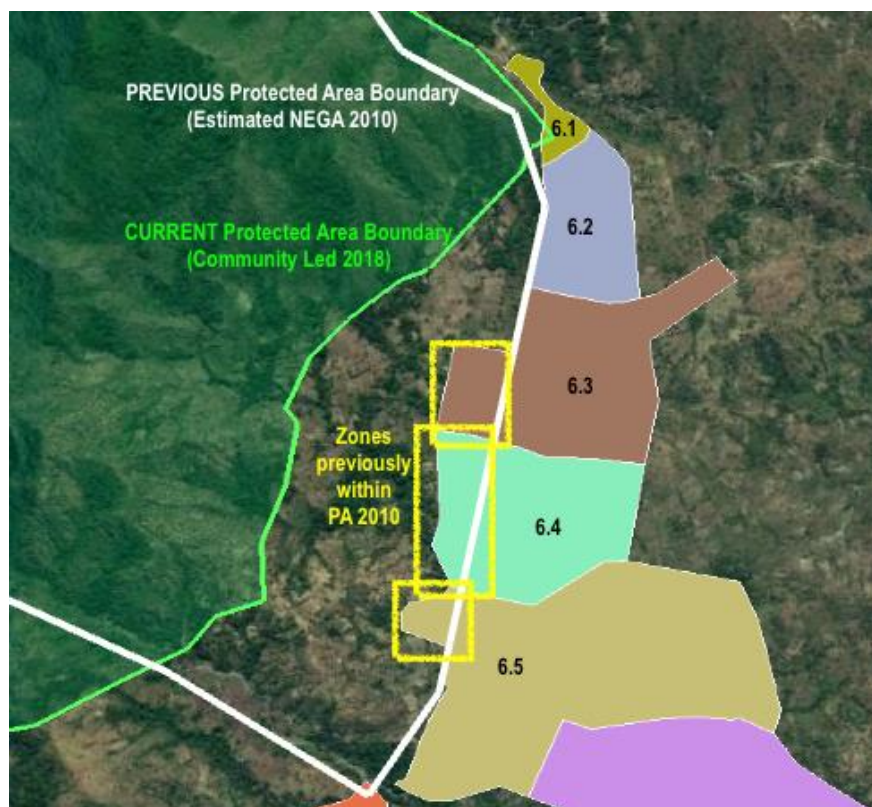 PREVIOUS Protected Area Boundary
(Estimated NEGA 2010)
6.1
CURRENT Protected Area Boundary
(Community Led 2018)
6.2
6.3
Zones
previously
within
PA 2010
6.4
6.5